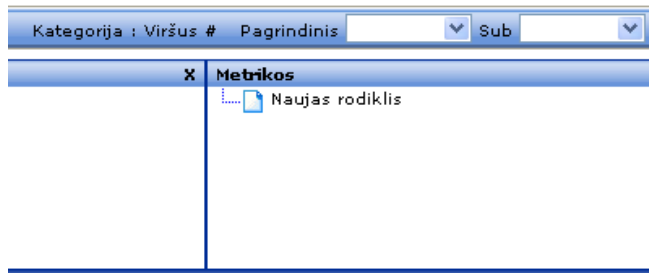 Kategorija : Viršus # Pagrindinis Sub
X Metrikos
Naujas rodiklis